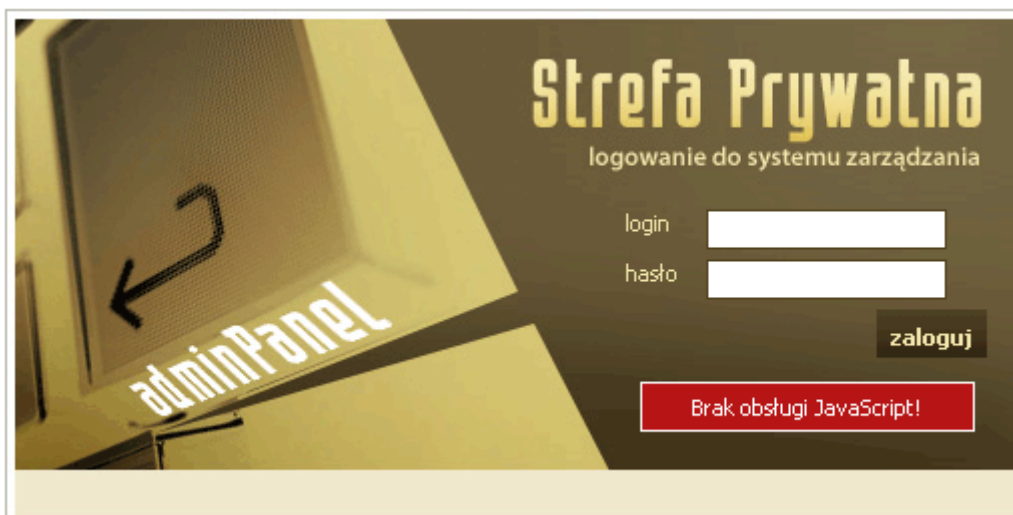 Strefa Prywatna
logowanie do systemu zarządzania
login
hasło
zaloguj
adminPanel
Brak obsługi JavaScript!